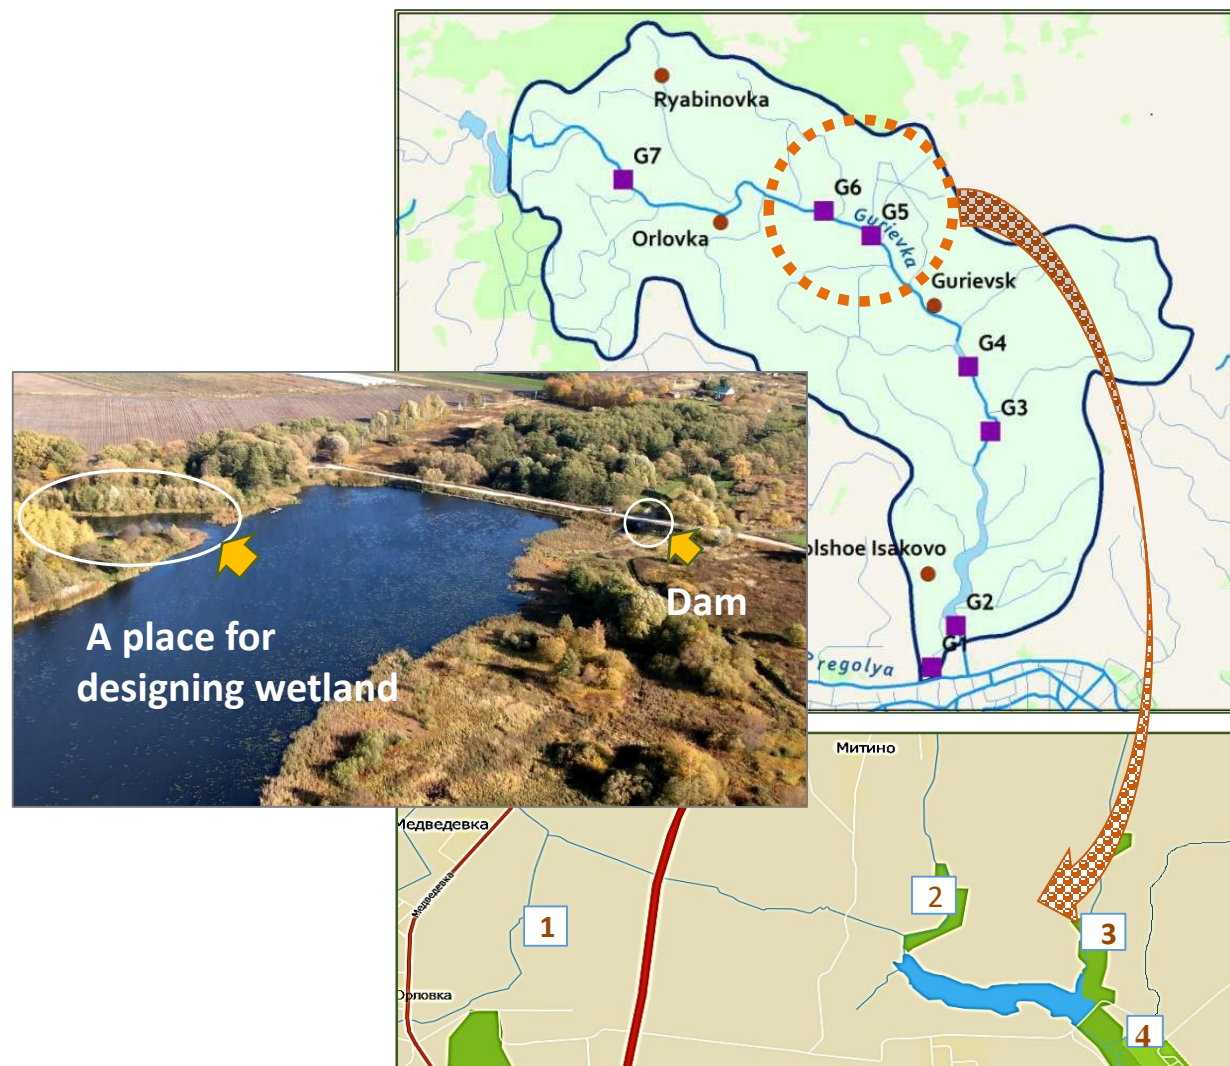 Ryabinovka
G7
G6
G5
Gurievka
Orlovka
Gurievsk
G4
G3
olshoe Isakovo
G2
G1
Pregolya
Dam
A place for
designing wetland
Митино
Медведевка
Медведевка
1
2
3
Орловка
4